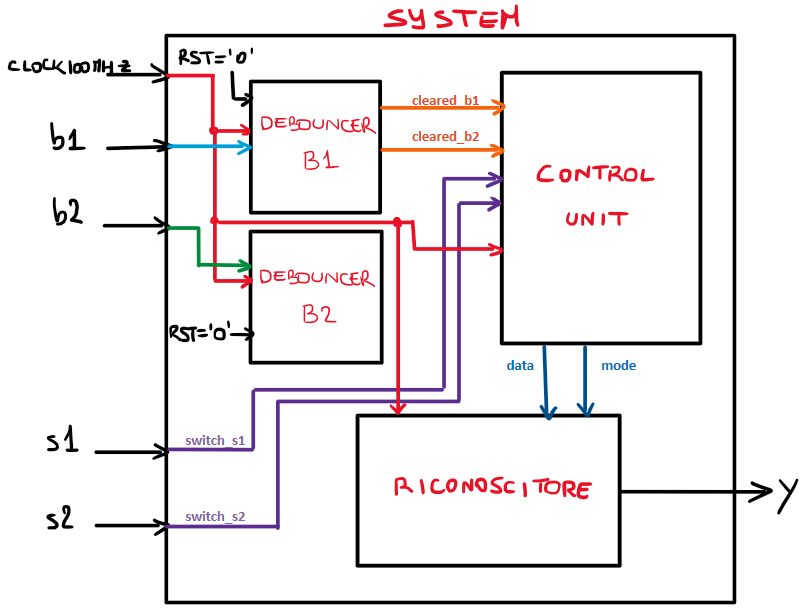 SYSTEM
CLOCK100MHZ
RST='0'
b1
b2
DEBOUNCER
B1
cleared_b1
cleared_b2
CONTROL
UNIT
DEBOUNCER
B2
RST='0'
data
mode
s1
switch_s1
s2
switch_s2
RICONOSCITORE
Y